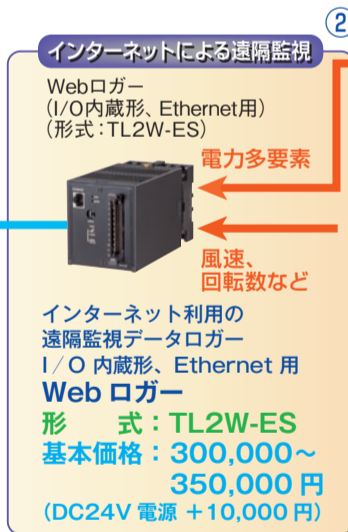 ②
インターネットによる遠隔監視
Webロガー
（I/O内蔵形、Ethernet用）
（形式：TL2W-ES）
電力多要素
風速、
回転数など
インターネット利用の
遠隔監視データロガー
I / O 内蔵形、Ethernet 用
Web ロガー
形　　式：TL2W-ES
基本価格：300,000〜
350,000 円
（DC24V 電源 ＋10,000 円）